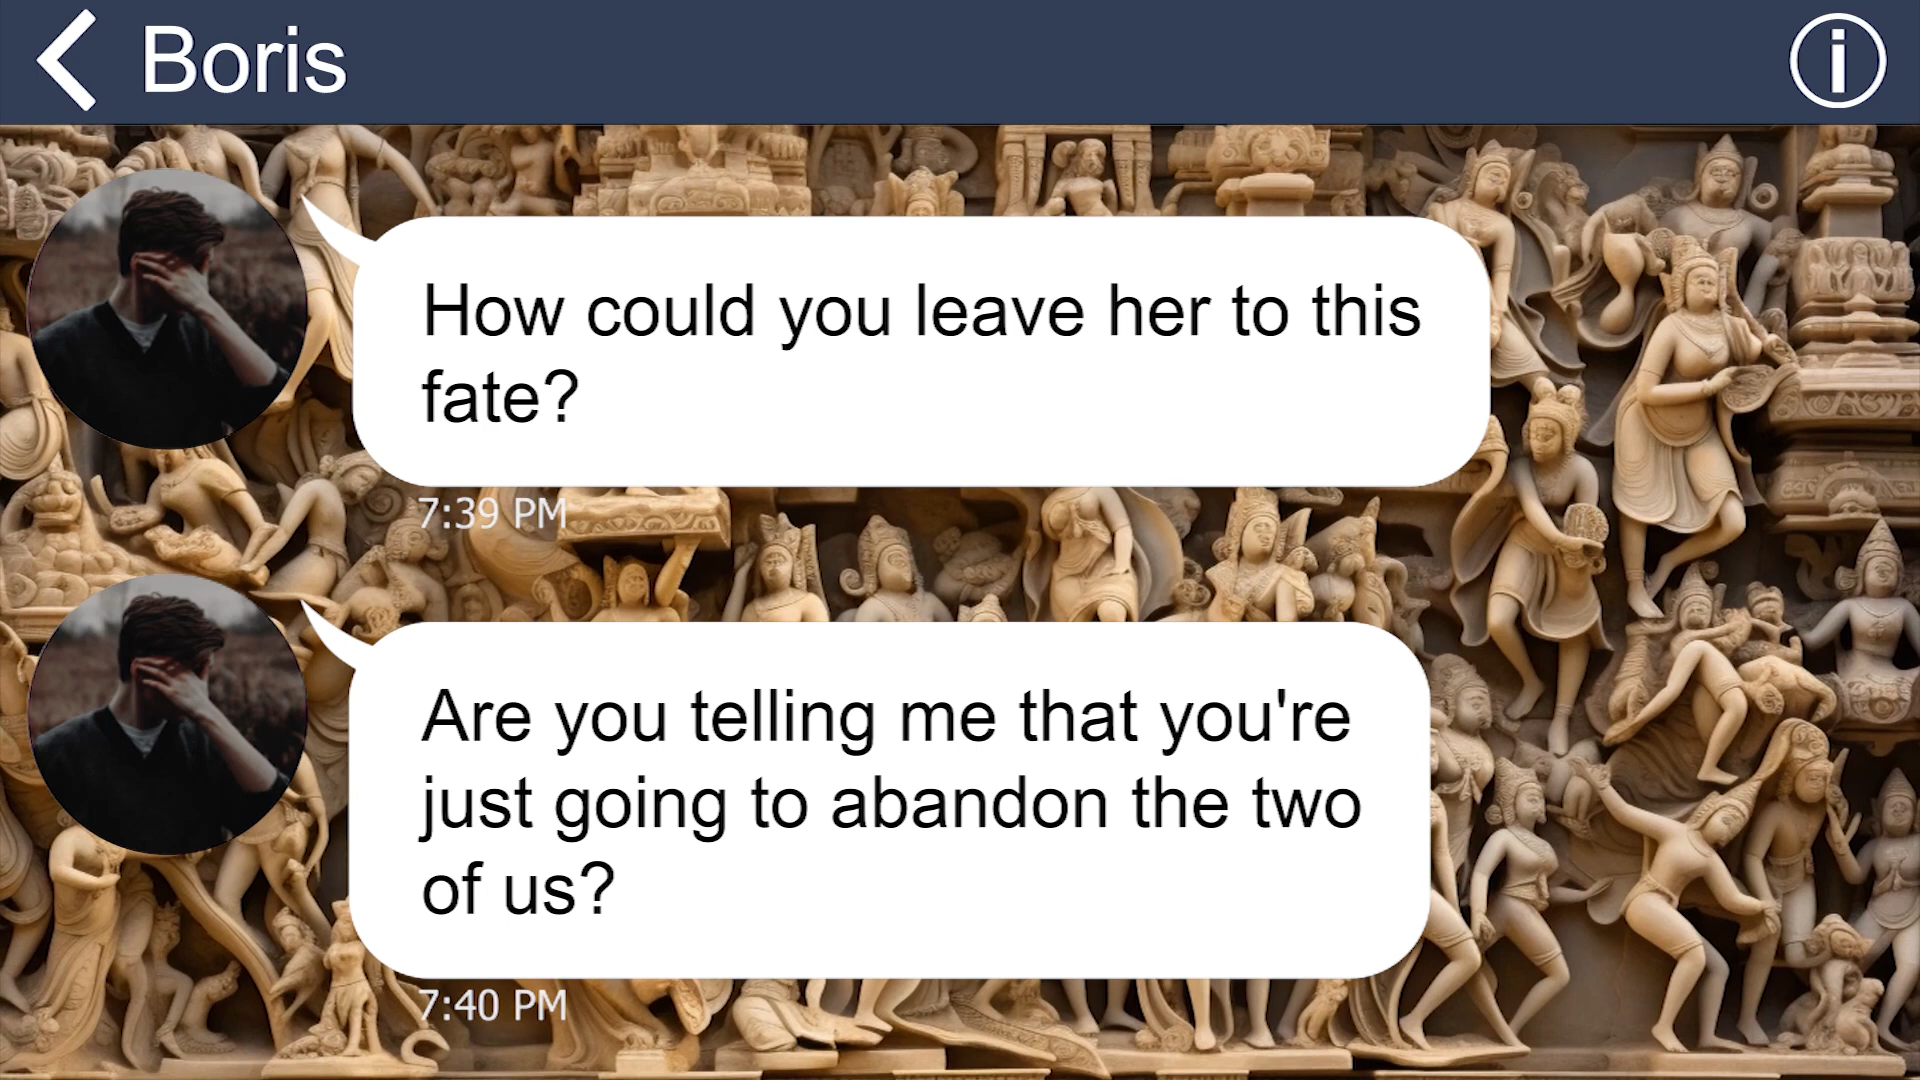 Boris
How could you leave her to this
fate?
7:39 PM
Are you telling me that you're
just going to abandon the two
of us?
7:40 PM